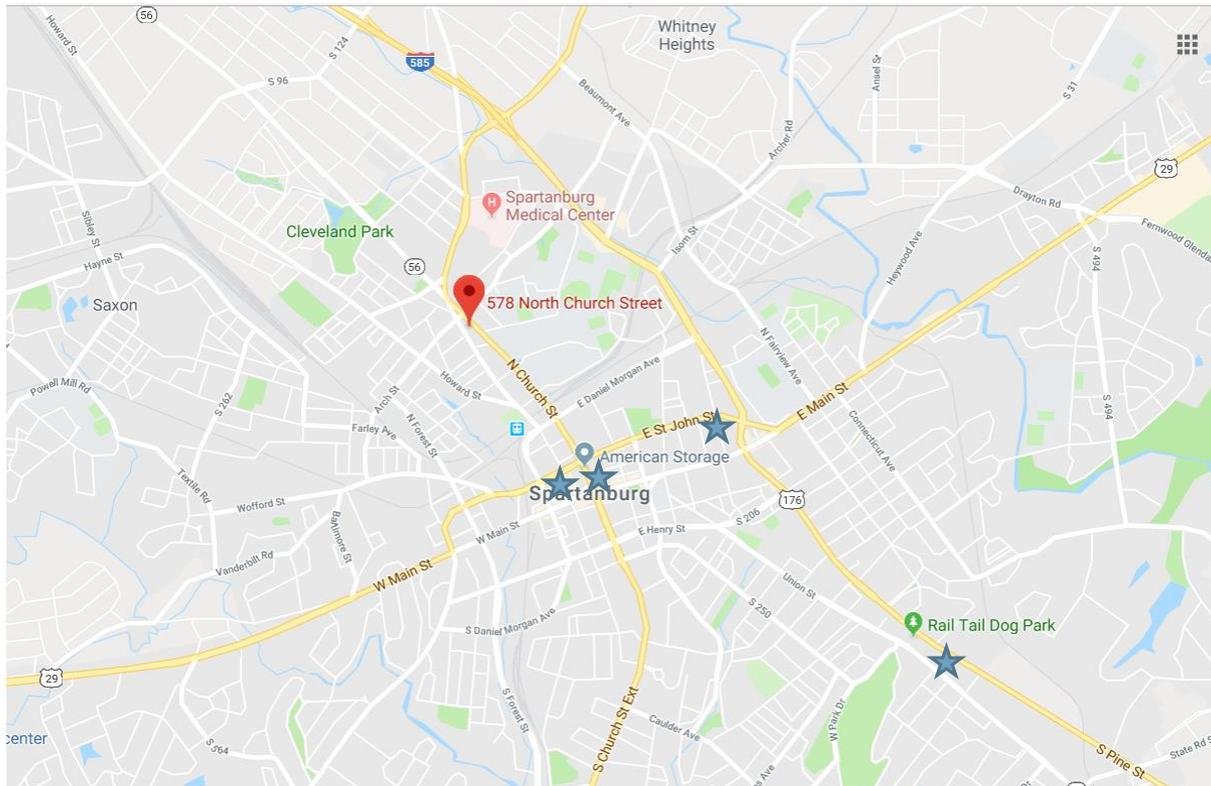 56
Howard St
S 124
585
Whitney
Heights
S 96
Beaumont Ave
Ansel St
S 31
Archer Rd
29
Spartanburg
Medical Center
H
Drayton Rd
Fernwood Glenda
Sibley St
Cleveland Park
Isom St
Heywood Ave
S 494
Hayne St
56
Saxon
578 North Church Street
N Fairview Ave
N Church St
E Daniel Morgan Ave
Howard St
Powell Mill Rd
S 262
Arch St
N Forest St
E Main St
S 494
Farley Ave
E St John St
Connecticut Ave
American Storage
Textile Rd
Spartanburg
Wofford St
176
S 206
Baltimore St
W Main St
E Henry St
Vanderbilt Rd
W Main St
Union St
S 250
S Daniel Morgan Ave
Rail Tail Dog Park
29
S Forest St
S Church St Ext
W Park Dr
Caulder Ave
center
S 364
S Pine St
State Rd S
s Ave
Dr